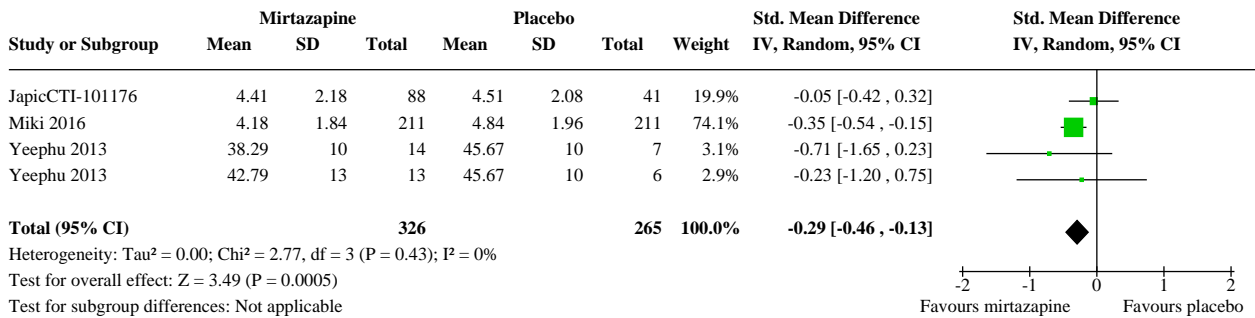 Mirtazapine Placebo Std. Mean Difference Std. Mean Difference
Study or Subgroup Mean SD Total Mean SD Total Weight IV, Random, 95% CI IV, Random, 95% CI
JapicCTI-101176 4.41 2.18 88 4.51 2.08 41 19.9% -0.05 [-0.42 , 0.32]
Miki 2016 4.18 1.84 211 4.84 1.96 211 74.1% -0.35 [-0.54 , -0.15]
Yeephu 2013 38.29 10 14 45.67 10 7 3.1% -0.71 [-1.65 , 0.23]
Yeephu 2013 42.79 13 13 45.67 10 6 2.9% -0.23 [-1.20 , 0.75]
Total (95% CI) 326 265 100.0% -0.29 [-0.46 , -0.13]
Heterogeneity: Tau² = 0.00; Chi² = 2.77, df = 3 (P = 0.43); I² = 0%
Test for overall effect: Z = 3.49 (P = 0.0005) -2 -1 0 1 2
Test for subgroup differences: Not applicable Favours mirtazapine Favours placebo